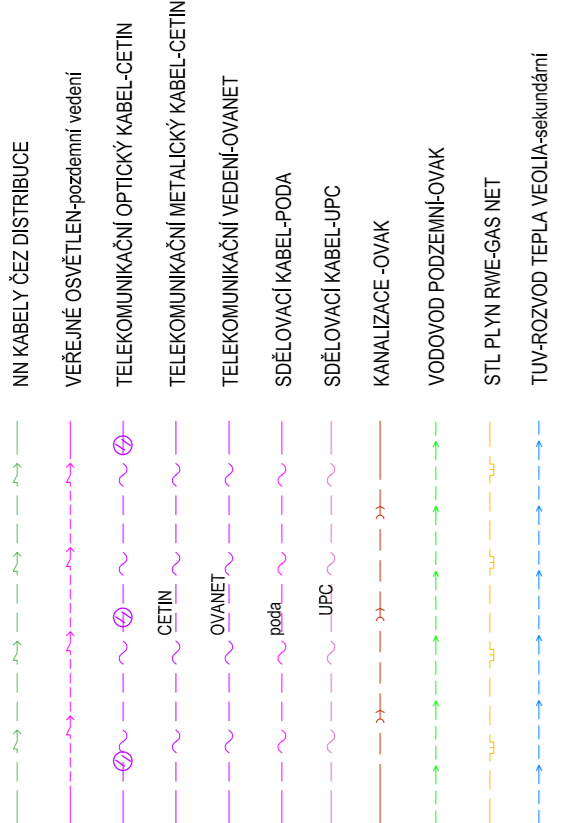 NN KABELY ČEZ DISTRIBUCE
VEŘEJNÉ OSVĚTLEN-pozdemní vedení
TELEKOMUNIKAČNÍ OPTICKÝ KABEL-CETIN
TELEKOMUNIKAČNÍ METALICKÝ KABEL-CETIN
CETIN
TELEKOMUNIKAČNÍ VEDENÍ-OVANET
OVANET
SDĚLOVACÍ KABEL-PODA
poda
SDĚLOVACÍ KABEL-UPC
UPC
KANALIZACE -OVAK
VODOVOD PODZEMNÍ-OVAK
STL PLYN RWE-GAS NET
TUV-ROZVOD TEPLA VEOLIA-sekundární